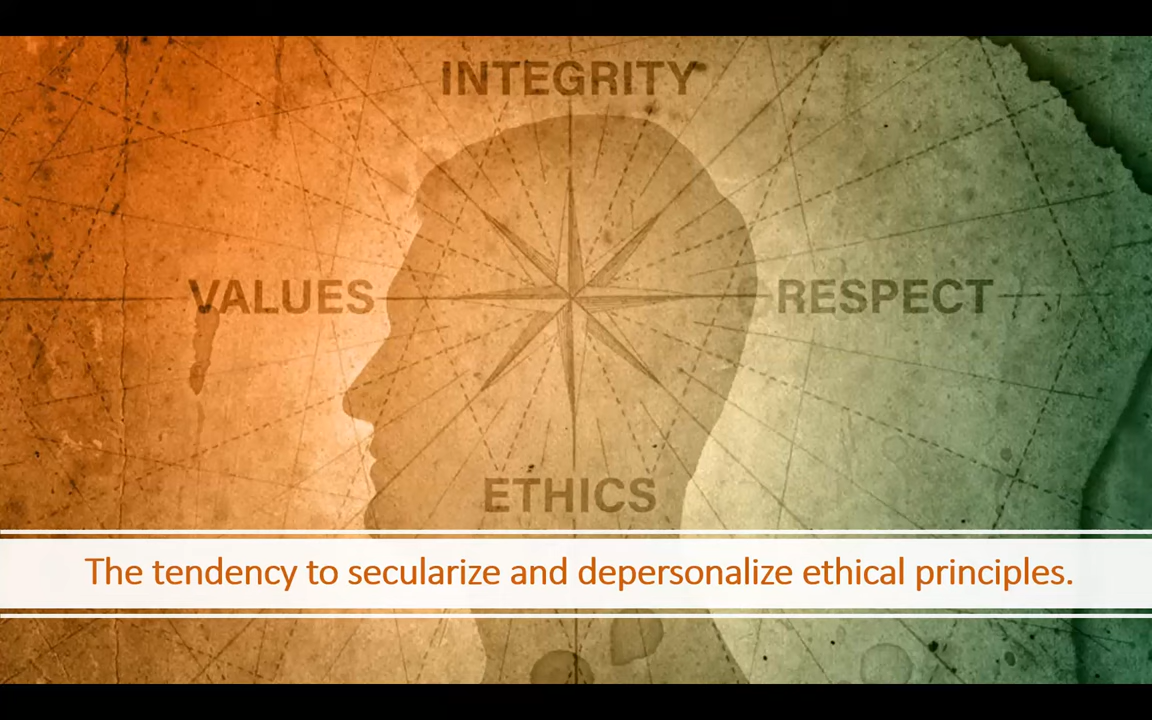 INTEGRITY
VALUES
RESPECT
ETHICS
The tendency to secularize and depersonalize ethical principles.